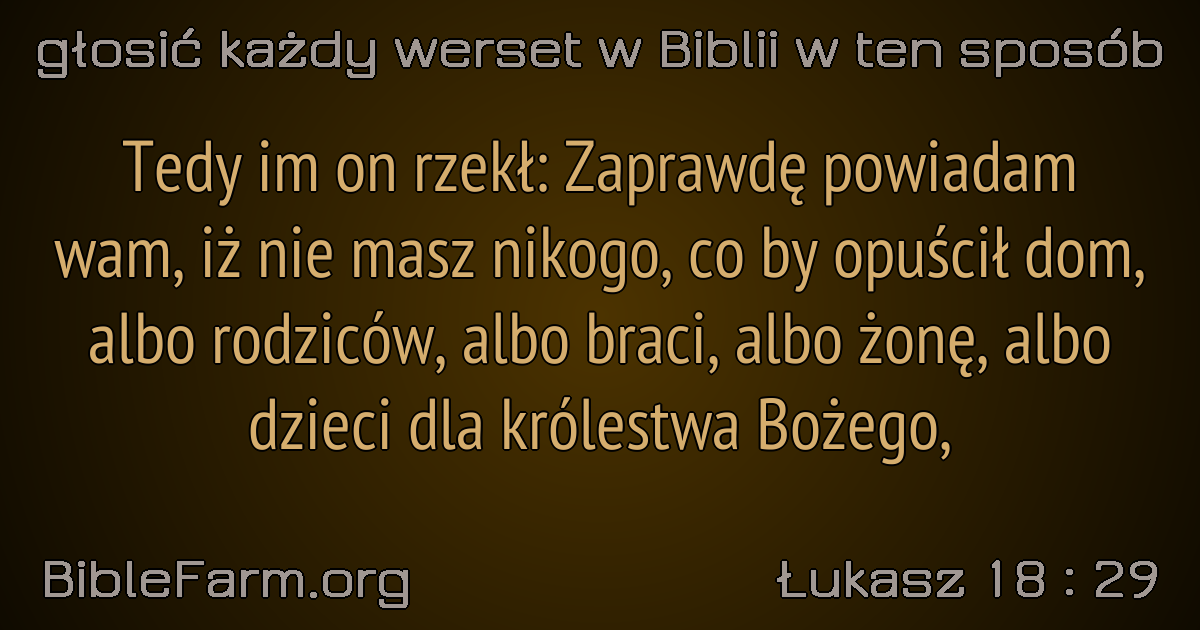 głosić każdy werset w Biblii w ten sposób
Tedy im on rzekł: Zaprawdę powiadam
wam, iż nie masz nikogo, co by opuścił dom,
albo rodziców, albo braci, albo żonę, albo
dzieci dla królestwa Bożego,
BibleFarm.org
Łukasz 18 : 29